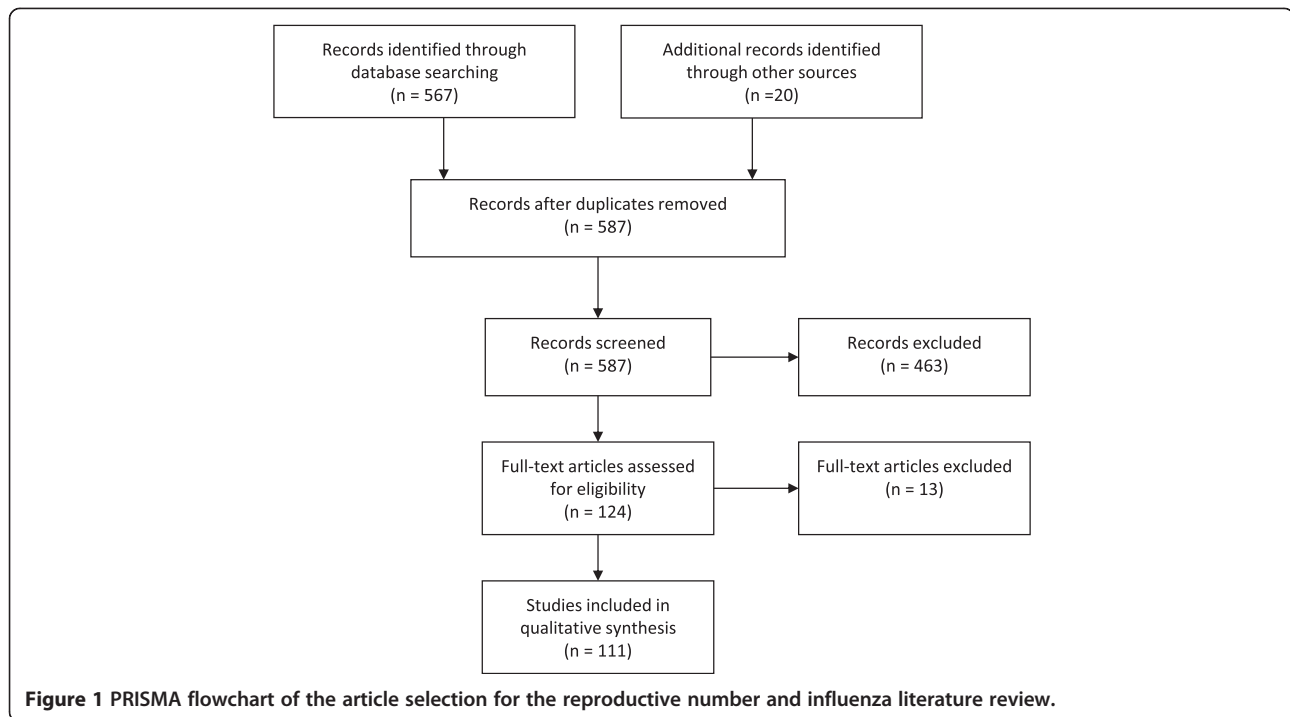 Records identified through
database searching
(n = 567)
Additional records identified
through other sources
(n =20)
Records after duplicates removed
(n = 587)
Records screened
(n = 587)
Records excluded
(n = 463)
Full-text articles assessed
for eligibility
(n = 124)
Full-text articles excluded
(n = 13)
Studies included in
qualitative synthesis
(n = 111)
Figure 1 PRISMA flowchart of the article selection for the reproductive number and influenza literature review.